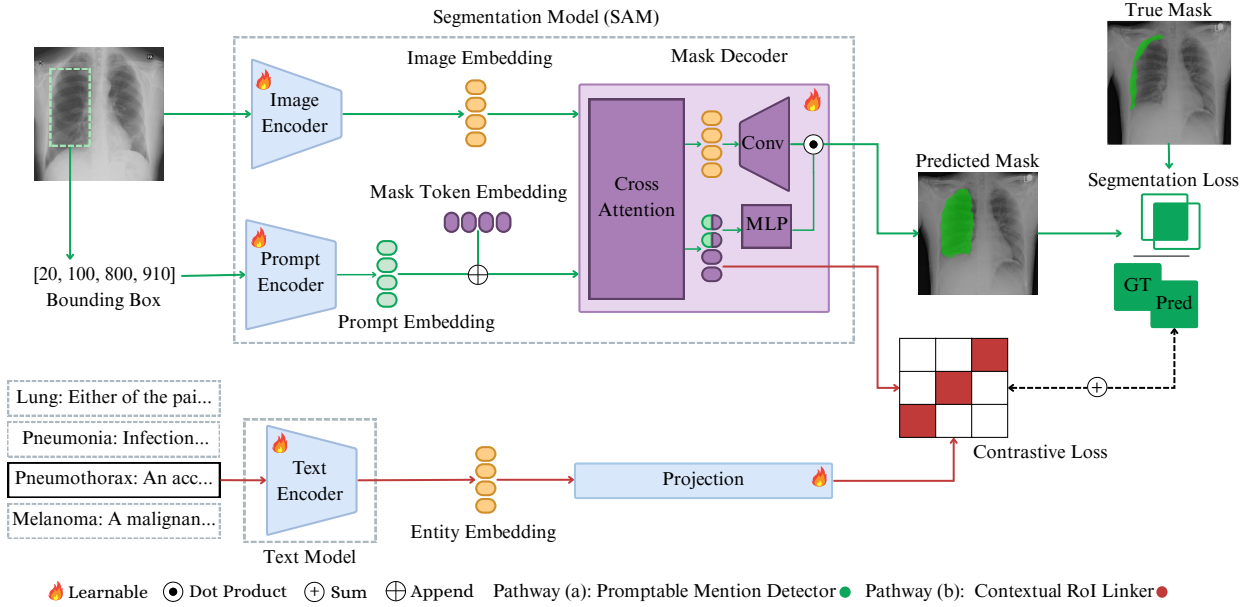 Segmentation Model (SAM)
True Mask
Image Embedding
Mask Decoder
Image
Encoder
Conv
Predicted Mask
Segmentation Loss
Mask Token Embedding
Cross
Attention
MLP
[20, 100, 800, 910]
Bounding Box
Prompt
Encoder
Prompt Embedding
GT
Pred
Lung: Either of the pai...
Pneumonia: Infection...
Pneumothorax: An acc...
Melanoma: A malignan...
Text
Encoder
Text Model
Entity Embedding
Projection
Contrastive Loss
Learnable
Dot Product
Sum
Append
Pathway (a): Promptable Mention Detector
Pathway (b): Contextual RoI Linker